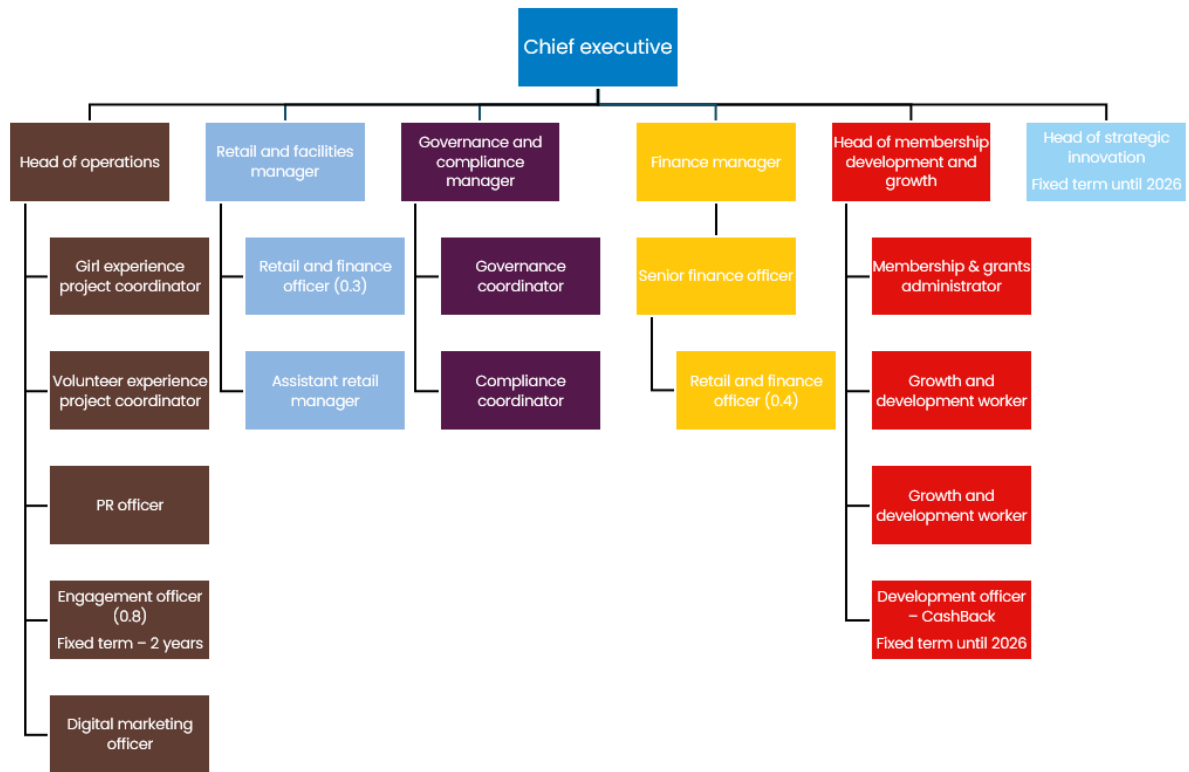 Chief executive
Head of operations
Retail and facilities
manager
Governance and
compliance
manager
Finance manager
Head of membership
development and
growth
Head of strategic
innovation
Fixed term until 2026
Girl experience
project coordinator
Volunteer experience
project coordinator
PR officer
Engagement officer
(0.8)
Fixed term – 2 years
Digital marketing
officer
Retail and finance
officer (0.3)
Assistant retail
manager
Governance
coordinator
Compliance
coordinator
Senior finance officer
Retail and finance
officer (0.4)
Membership & grants
administrator
Growth and
development worker
Growth and
development worker
Development officer
– CashBack
Fixed term until 2026